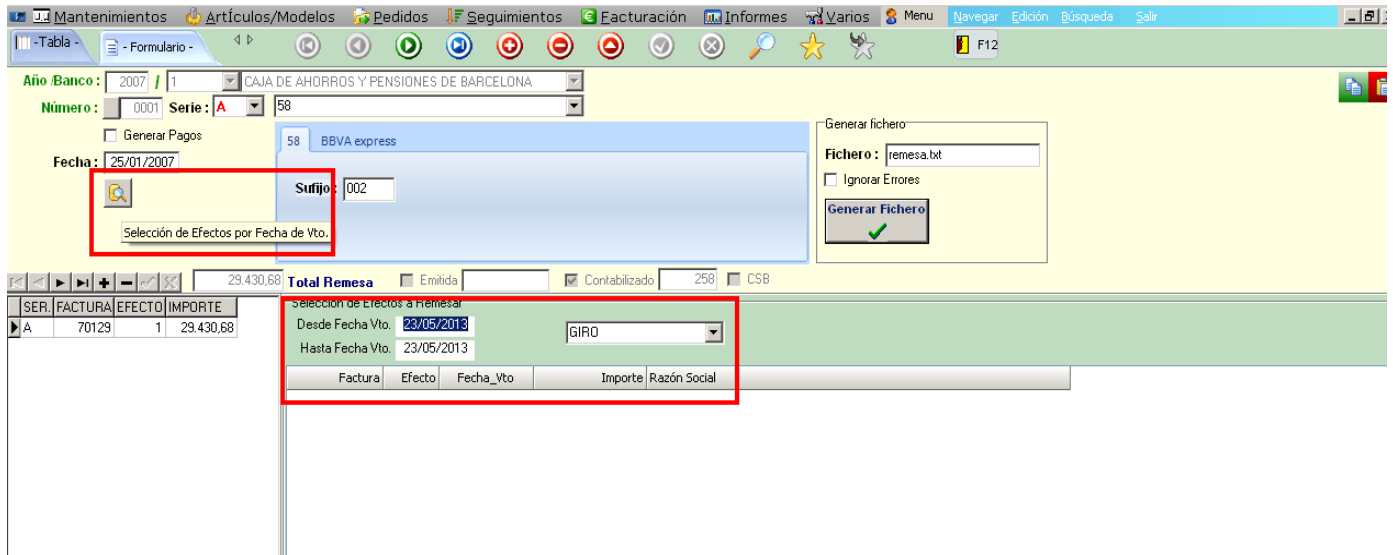 Mantenimientos Artículos/Modelos Pedidos Seguimientos Facturación Informes Varios Menu Navegar Edición Búsqueda Salir
-Tabla - - Formulario - F12
Año /Banco : 2007 / 1 CAJA DE AHORROS Y PENSIONES DE BARCELONA
Número : 0001 Serie : A 58
Generar Pagos
Fecha : 25/01/2007
Selección de Efectos por Fecha de Vto.
58 BBVA express
Sufijo : 002
Generar fichero
Fichero : remesa.txt
Ignorar Errores
Generar Fichero
29.430,68 Total Remesa Emitida Contabilizado 258 CSB
SER. FACTURA EFECTO IMPORTE
A 70129 1 29.430,68
Selección de Efectos a Remesar
Desde Fecha Vto. 23/05/2013 GIRO
Hasta Fecha Vto. 23/05/2013
Factura Efecto Fecha_Vto Importe Razón Social